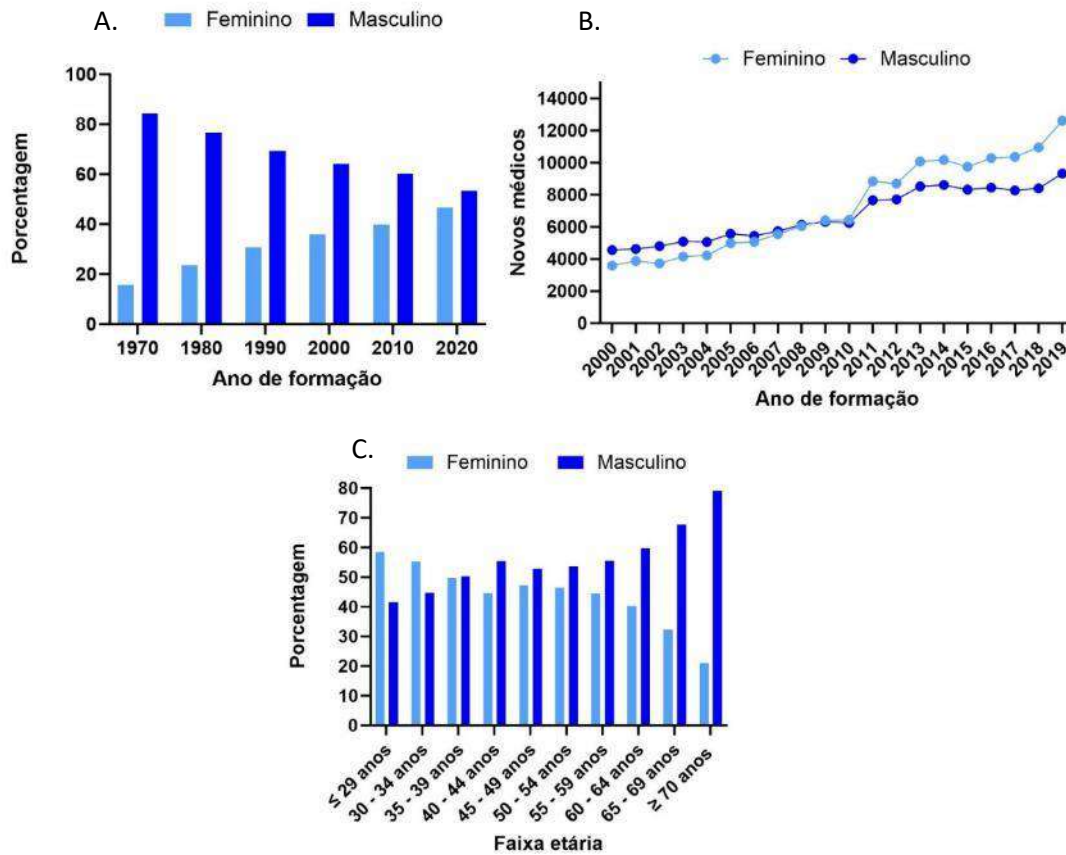 A.
Feminino Masculino
Porcentagem
100
80
60
40
20
0
1970 1980 1990 2000 2010 2020
Ano de formação
B.
Feminino Masculino
Novos médicos
14000
12000
10000
8000
6000
4000
2000
0
2000 2001 2002 2003 2004 2005 2006 2007 2008 2009 2010 2011 2012 2013 2014 2015 2016 2017 2018 2019
Ano de formação
C.
Feminino Masculino
Porcentagem
80
70
60
50
40
30
20
10
0
≤ 29 anos 30 - 34 anos 35 - 39 anos 40 - 44 anos 45 - 49 anos 50 - 54 anos 55 - 59 anos 60 - 64 anos 65 - 69 anos ≥ 70 anos
Faixa etária